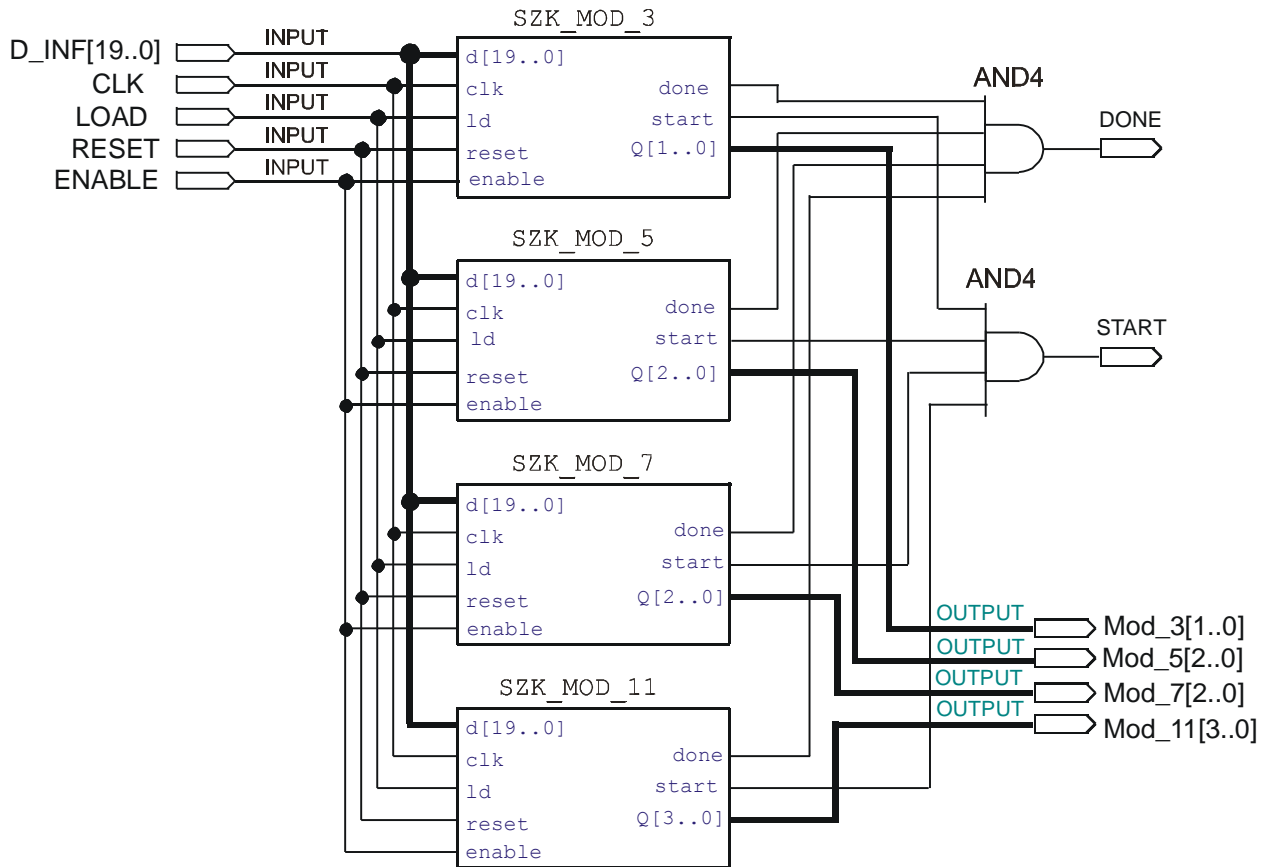 SZK_MOD_3
D_INF[19..0] INPUT
CLK INPUT
LOAD INPUT
RESET INPUT
ENABLE INPUT
d[19..0]
clk
ld
reset
enable
done
start
Q[1..0]
AND4
DONE
SZK_MOD_5
d[19..0]
clk
ld
reset
enable
done
start
Q[2..0]
AND4
START
SZK_MOD_7
d[19..0]
clk
ld
reset
enable
done
start
Q[2..0]
SZK_MOD_11
d[19..0]
clk
ld
reset
enable
done
start
Q[3..0]
OUTPUT Mod_3[1..0]
OUTPUT Mod_5[2..0]
OUTPUT Mod_7[2..0]
OUTPUT Mod_11[3..0]